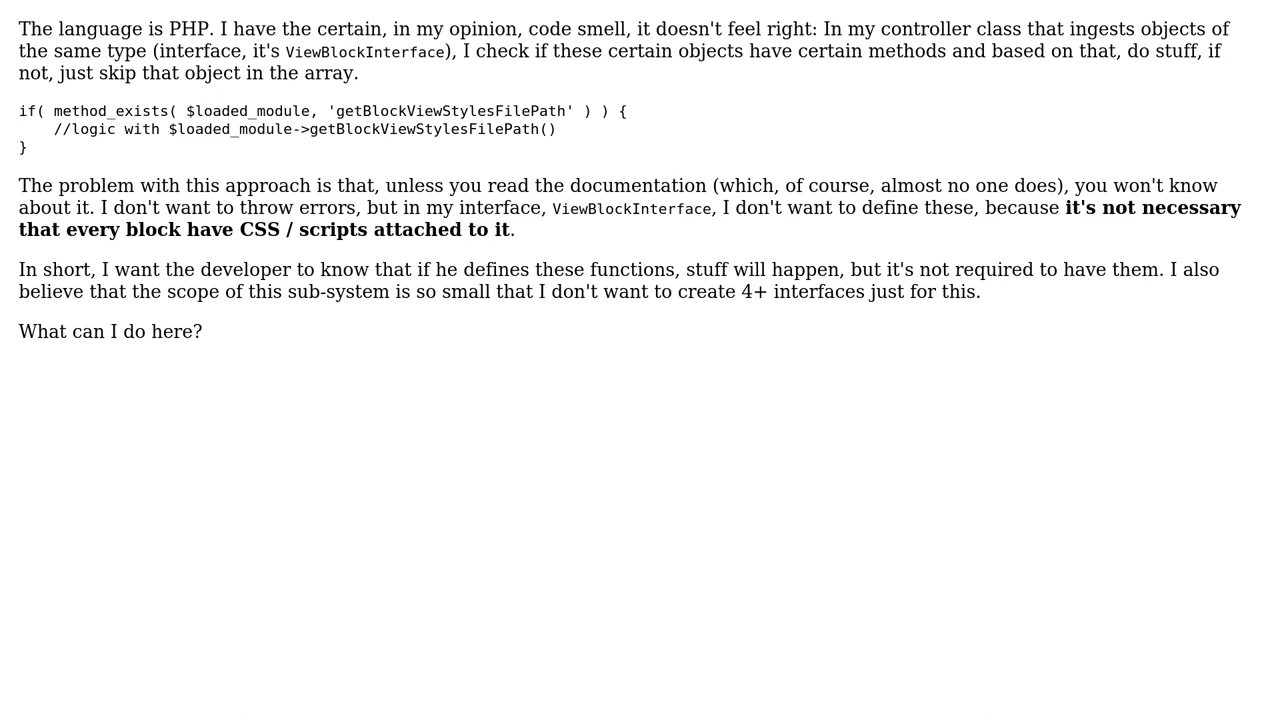 The language is PHP. I have the certain, in my opinion, code smell, it doesn't feel right: In my controller class that ingests objects of
the same type (interface, it's ViewBlockInterface), I check if these certain objects have certain methods and based on that, do stuff, if
not, just skip that object in the array.
if( method_exists( $loaded_module, 'getBlockViewStylesFilePath' ) ) {
    //logic with $loaded_module->getBlockViewStylesFilePath()
}
The problem with this approach is that, unless you read the documentation (which, of course, almost no one does), you won't know
about it. I don't want to throw errors, but in my interface, ViewBlockInterface, I don't want to define these, because it's not necessary
that every block have CSS / scripts attached to it.
In short, I want the developer to know that if he defines these functions, stuff will happen, but it's not required to have them. I also
believe that the scope of this sub-system is so small that I don't want to create 4+ interfaces just for this.
What can I do here?